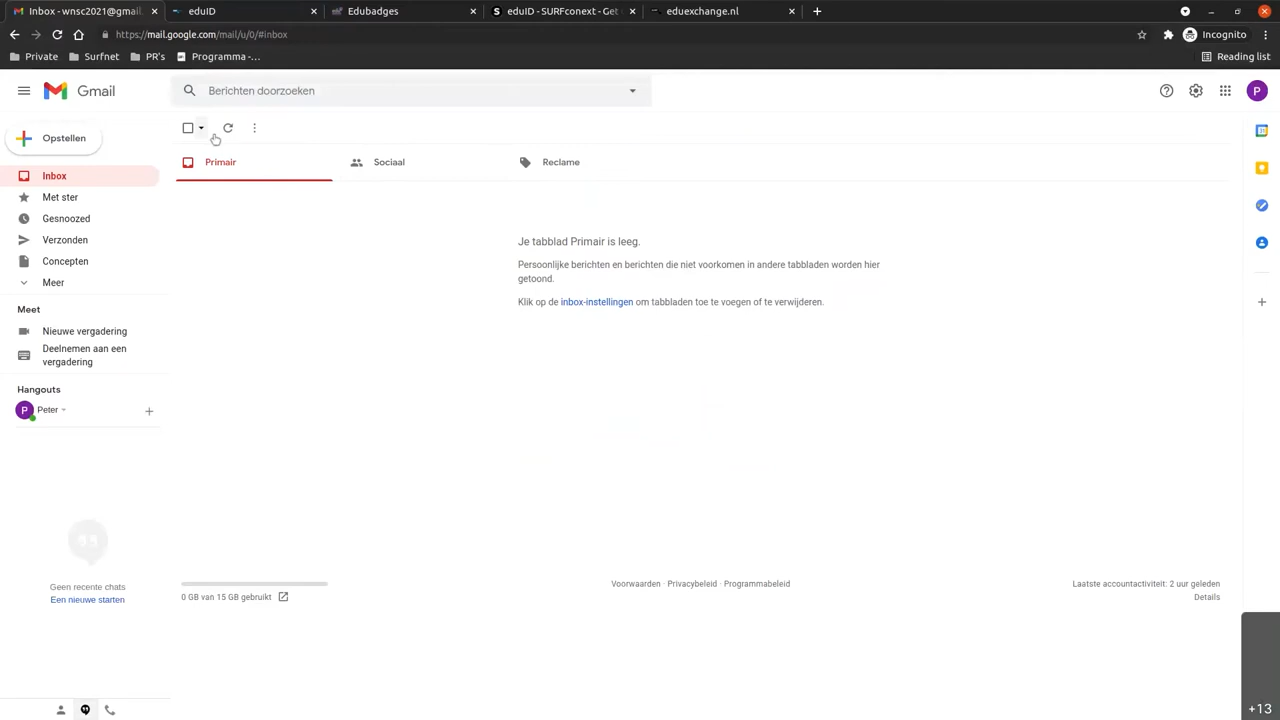 Inbox - wnsc2021@gmail.
eduID
Edubadges
eduID - SURFconext - Get
eduexchange.nl
https://mail.google.com/mail/u/0/#inbox
Incognito
Private
Surfnet
PR's
Programma -...
Reading list
Gmail
Berichten doorzoeken
P
Opstellen
Inbox
Met ster
Gesnoozed
Verzonden
Concepten
Meer
Meet
Nieuwe vergadering
Deelnemen aan een
vergadering
Hangouts
P Peter
Geen recente chats
Een nieuwe starten
Primair
Sociaal
Reclame
Je tabblad Primair is leeg.
Persoonlijke berichten en berichten die niet voorkomen in andere tabbladen worden hier
getoond.
Klik op de inbox-instellingen om tabbladen toe te voegen of te verwijderen.
0 GB van 15 GB gebruikt
Voorwaarden · Privacybeleid · Programmabeleid
Laatste accountactiviteit: 2 uur geleden
Details
+13